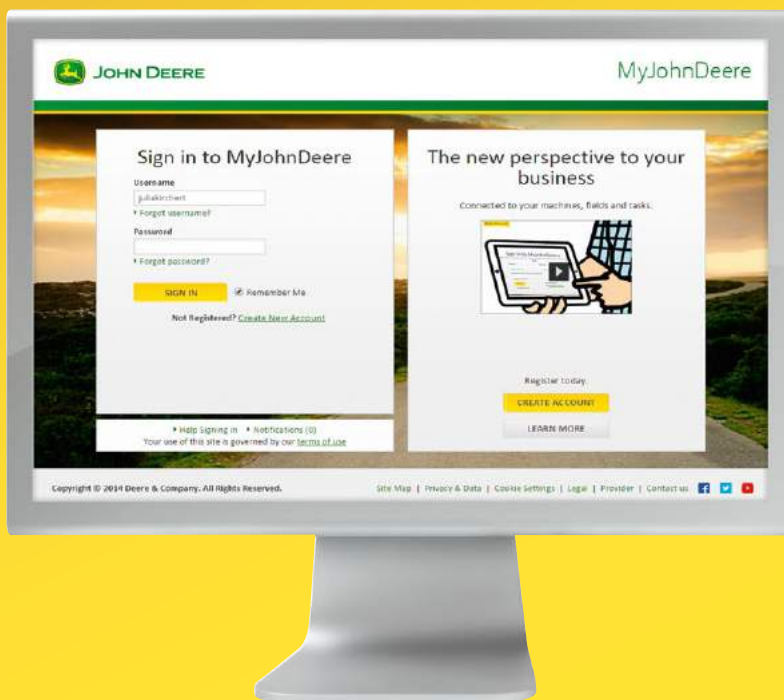 JOHN DEERE
MyJohnDeere
Sign in to MyJohnDeere
Username
juliakirchert
Forgot username?
Password
Forgot password?
SIGN IN
Remember Me
Not Registered? Create New Account
Help Signing in
Notifications (0)
Your use of this site is governed by our terms of use
The new perspective to your
business
Connected to your machines, fields and tasks.
Register today.
CREATE ACCOUNT
LEARN MORE
Copyright © 2014 Deere & Company. All Rights Reserved.
Site Map | Privacy & Data | Cookie Settings | Legal | Provider | Contact us